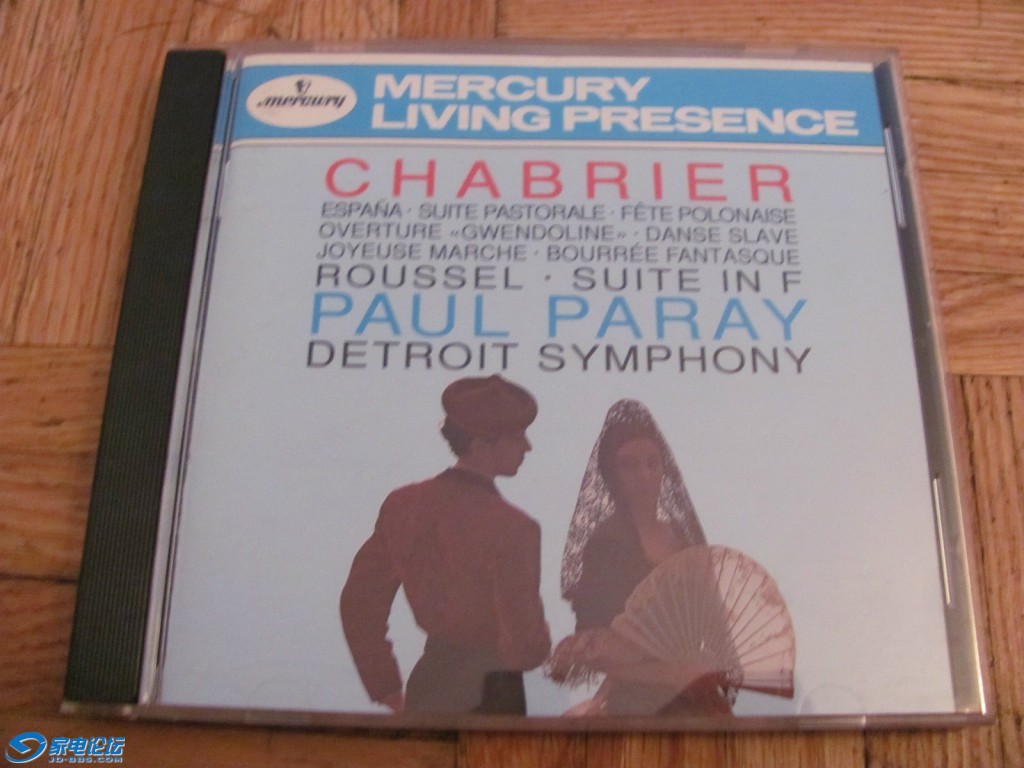 mercury
MERCURY
LIVING PRESENCE
CHABRIER
ESPAÑA · SUITE PASTORALE · FÊTE POLONAISE
OVERTURE «GWENDOLINE» · DANSE SLAVE
JOYEUSE MARCHE · BOURRÉE FANTASQUE
ROUSSEL · SUITE IN F
PAUL PARAY
DETROIT SYMPHONY
家电论坛
JD-BBS.COM